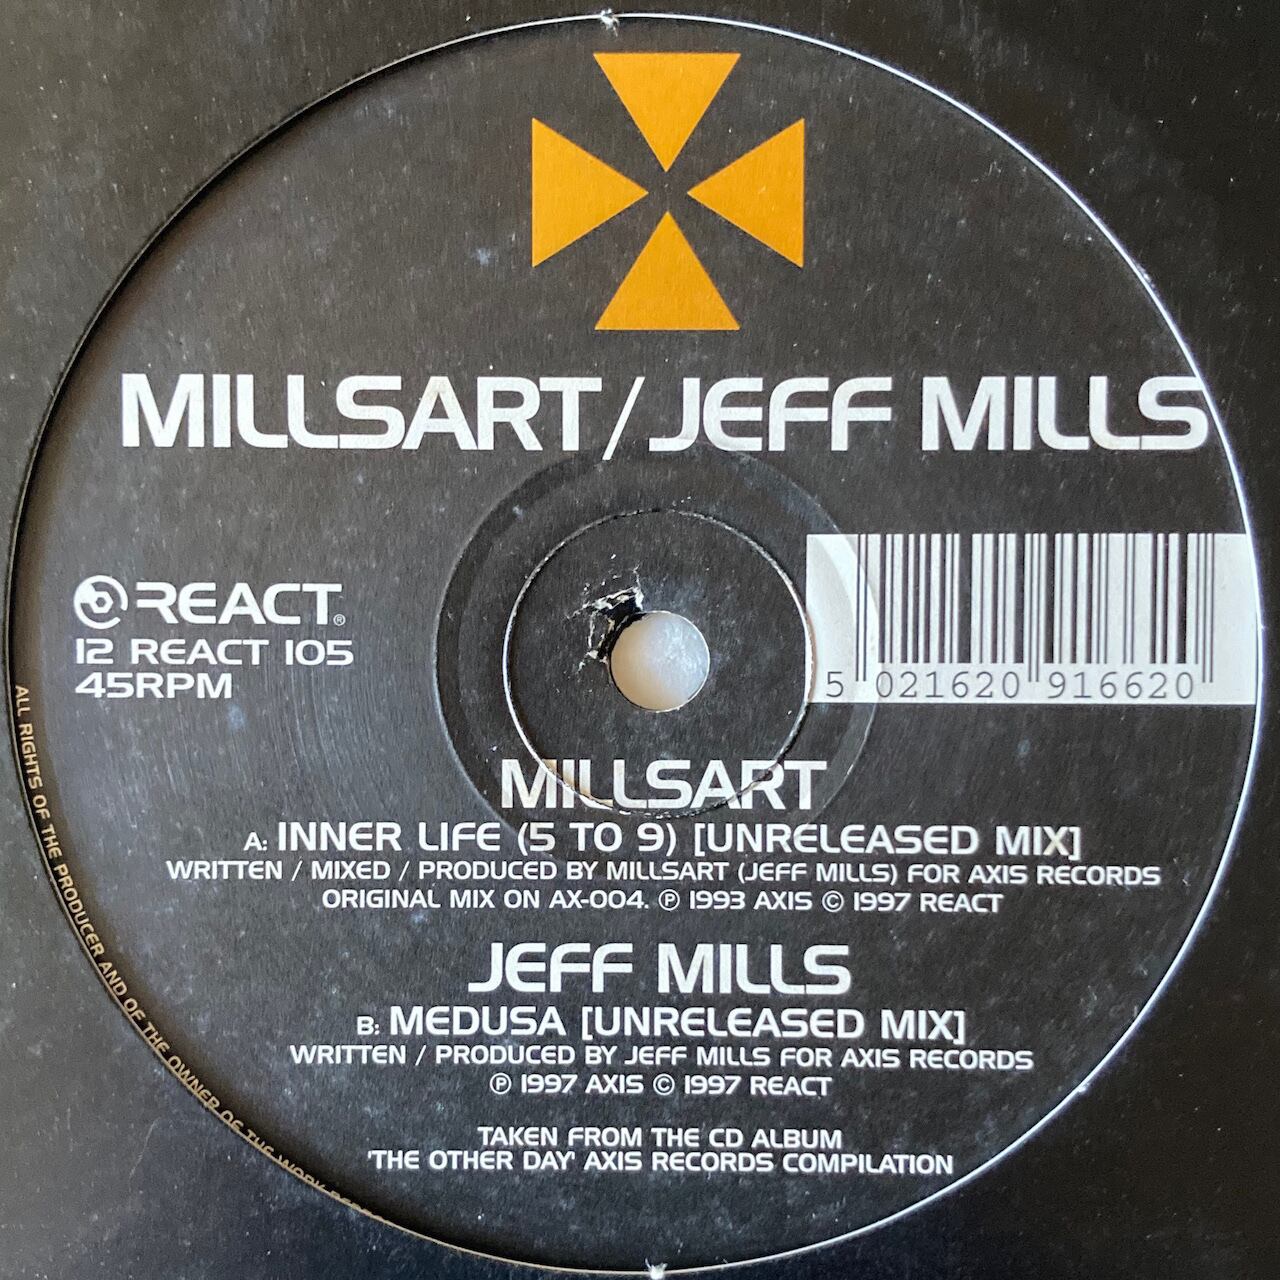 MILLSART/JEFF MILLS
REACT®
12 REACT 105
45RPM
5 021620 916620
MILLSART
A: INNER LIFE (5 TO 9) [UNRELEASED MIX]
WRITTEN / MIXED / PRODUCED BY MILLSART (JEFF MILLS) FOR AXIS RECORDS
ORIGINAL MIX ON AX-004. ℗ 1993 AXIS © 1997 REACT
JEFF MILLS
B: MEDUSA [UNRELEASED MIX]
WRITTEN / PRODUCED BY JEFF MILLS FOR AXIS RECORDS
℗ 1997 AXIS © 1997 REACT
TAKEN FROM THE CD ALBUM
'THE OTHER DAY' AXIS RECORDS COMPILATION
ALL RIGHTS OF THE PRODUCER AND OF THE OWNER OF THE WORK